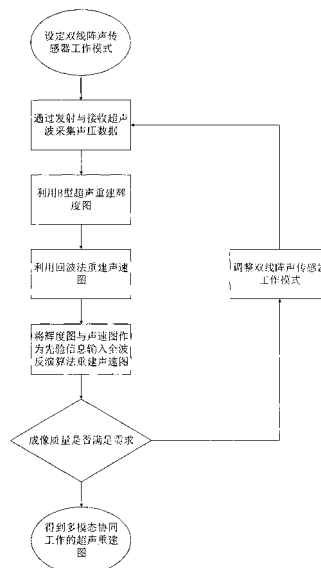 设定双线阵声传
感器工作模式
通过发射与接收超声
波采集声压数据
利用B型超声重建辉
度图
利用回波法重建声速
图
调整双线阵声传感器
工作模式
将辉度图与声速图作
为先验信息输入全波
反演算法重建声速图
成像质量是否满足需求
得到多模态协同
工作的超声重建
图